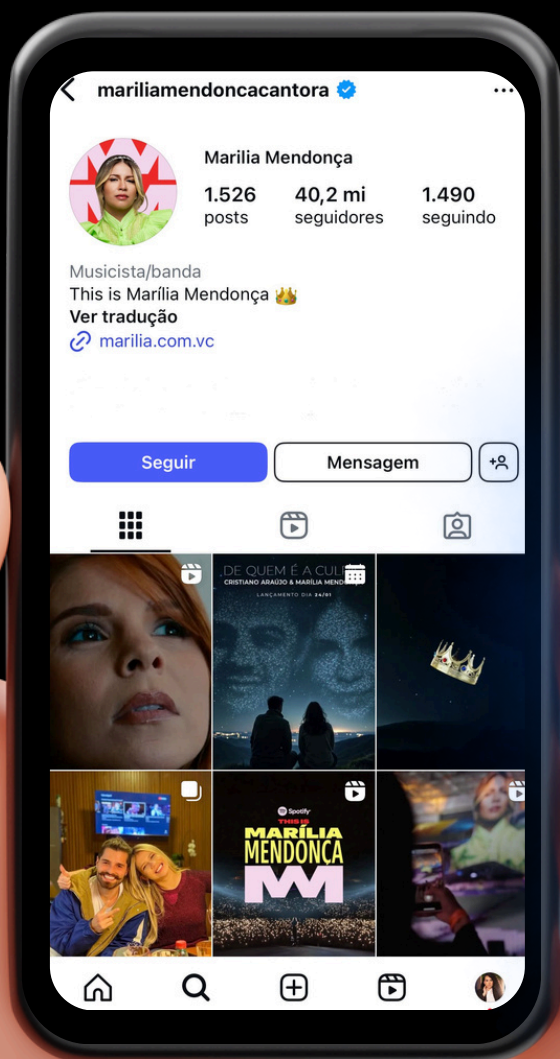 mariliamendoncacantora
Marilia Mendonça
1.526 40,2 mi 1.490
posts seguidores seguindo
Musicista/banda
This is Marília Mendonça
Ver tradução
marilia.com.vc
Seguir Mensagem
DE QUEM É A CUL
CRISTIANO ARAÚJO & MARÍLIA MEND
LANÇAMENTO DIA 24/01
Spotify
THIS IS
MARÍLIA
MENDONÇA